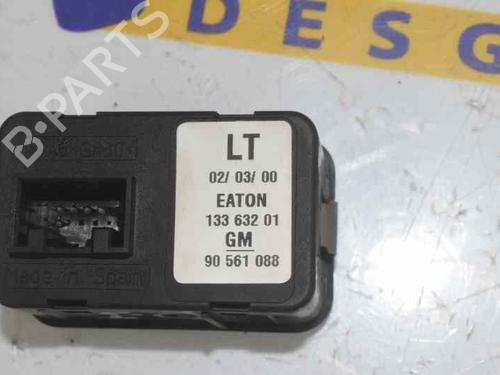 DESG
B-PARTS
LT
02/ 03/ 00
EATON
133 632 01
GM
90 561 088
Made in Spain